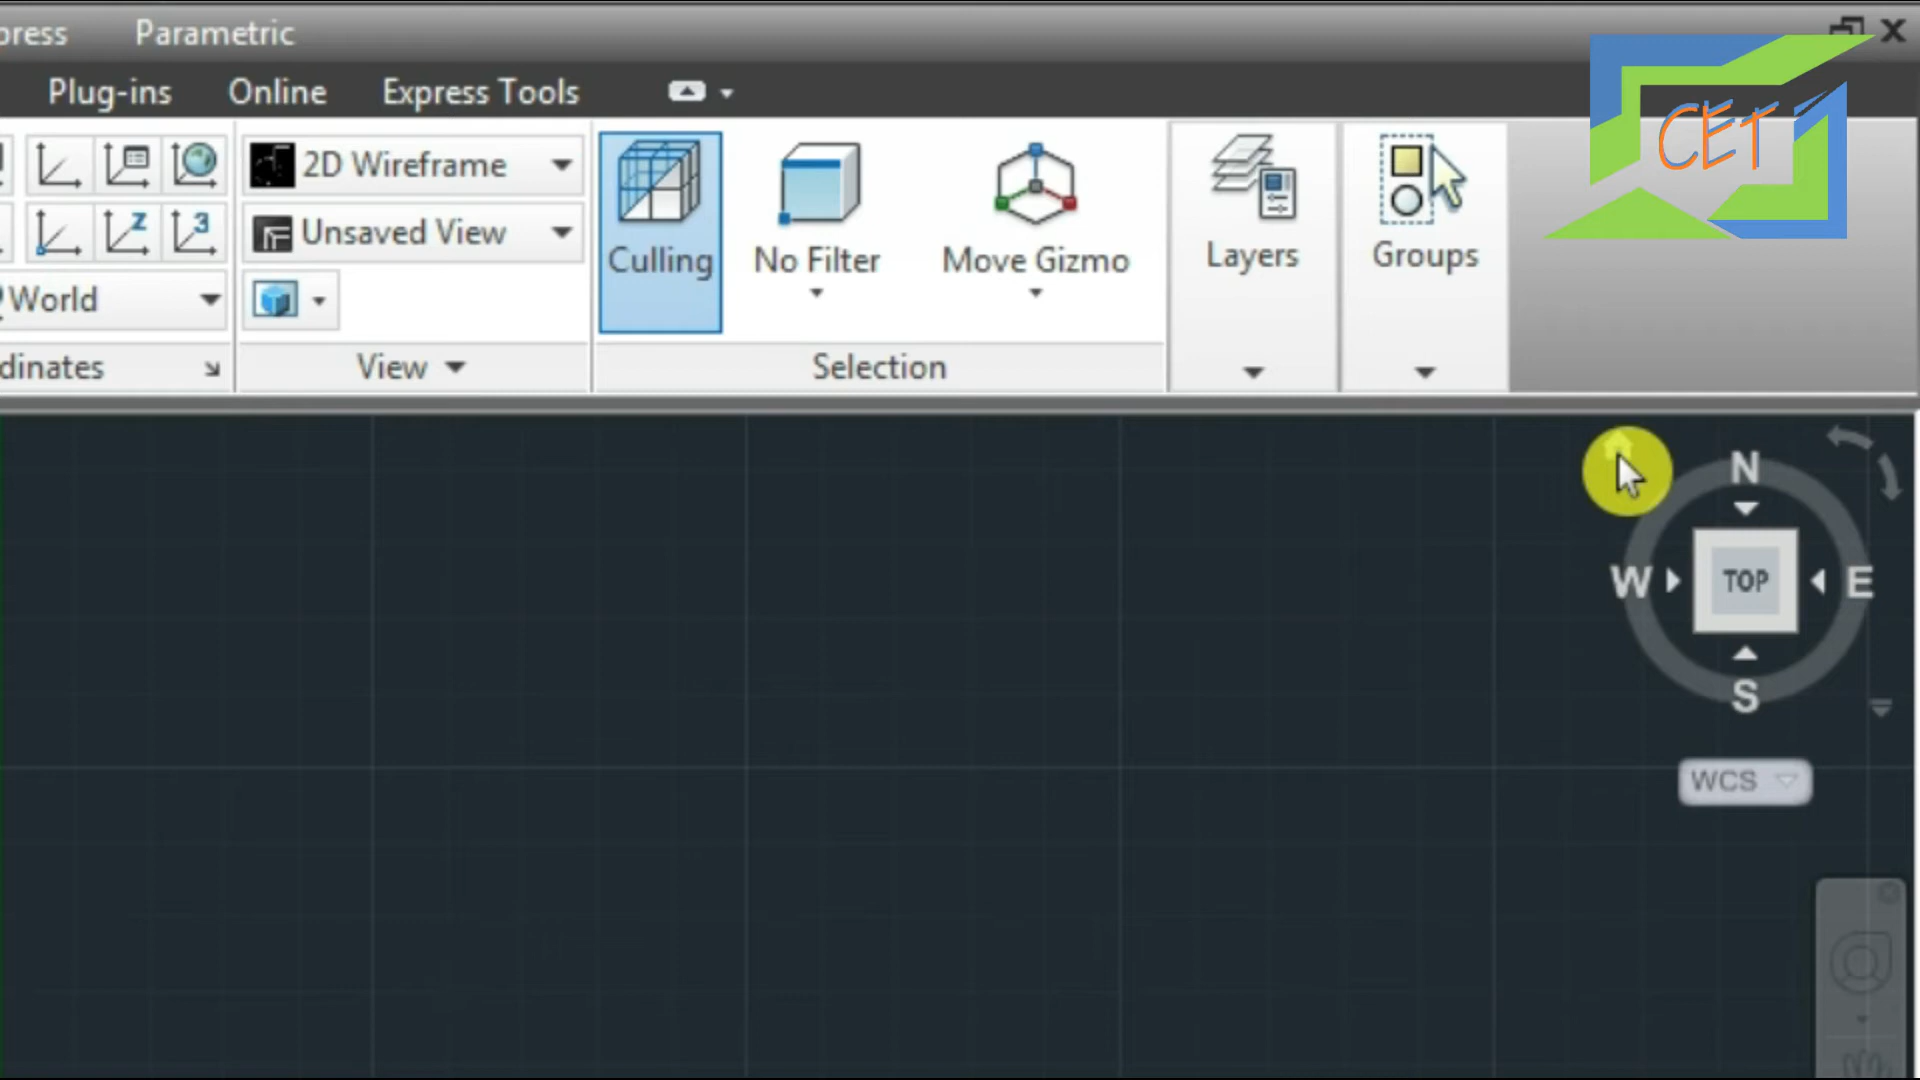 press Parametric
Plug-ins Online Express Tools
CET
2D Wireframe
Unsaved View
World
Z
3
Culling No Filter Move Gizmo Layers Groups
dinates View Selection
N
W TOP E
S
WCS